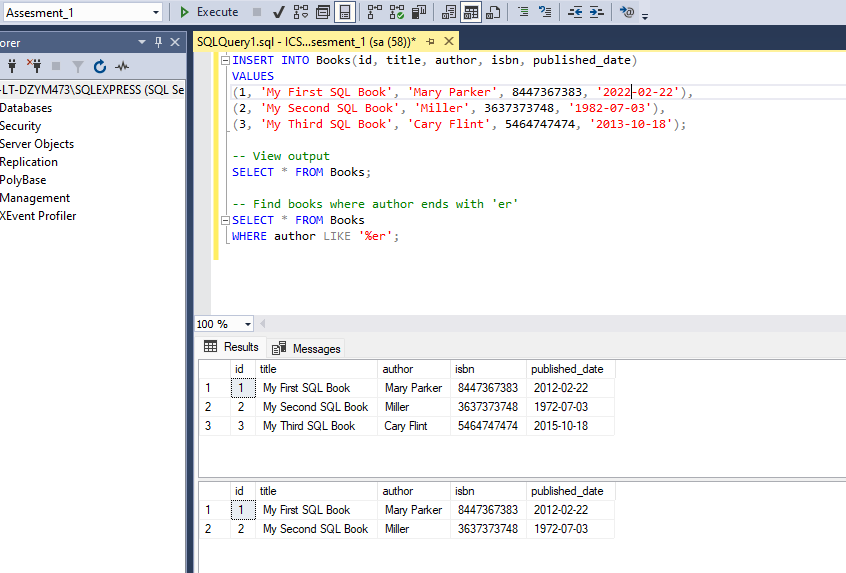 Assesment_1
Execute
orer
SQLQuery1.sql - ICS...sesment_1 (sa (58))*
-LT-DZYM473\SQLEXPRESS (SQL Se
Databases
Security
Server Objects
Replication
PolyBase
Management
XEvent Profiler
INSERT INTO Books(id, title, author, isbn, published_date)
VALUES
(1, 'My First SQL Book', 'Mary Parker', 8447367383, '2022-02-22'),
(2, 'My Second SQL Book', 'Miller', 3637373748, '1982-07-03'),
(3, 'My Third SQL Book', 'Cary Flint', 5464747474, '2013-10-18');
-- View output
SELECT * FROM Books;
-- Find books where author ends with 'er'
SELECT * FROM Books
WHERE author LIKE '%er';
100 %
Results Messages
id title author isbn published_date
1 1 My First SQL Book Mary Parker 8447367383 2012-02-22
2 2 My Second SQL Book Miller 3637373748 1972-07-03
3 3 My Third SQL Book Cary Flint 5464747474 2015-10-18
id title author isbn published_date
1 1 My First SQL Book Mary Parker 8447367383 2012-02-22
2 2 My Second SQL Book Miller 3637373748 1972-07-03